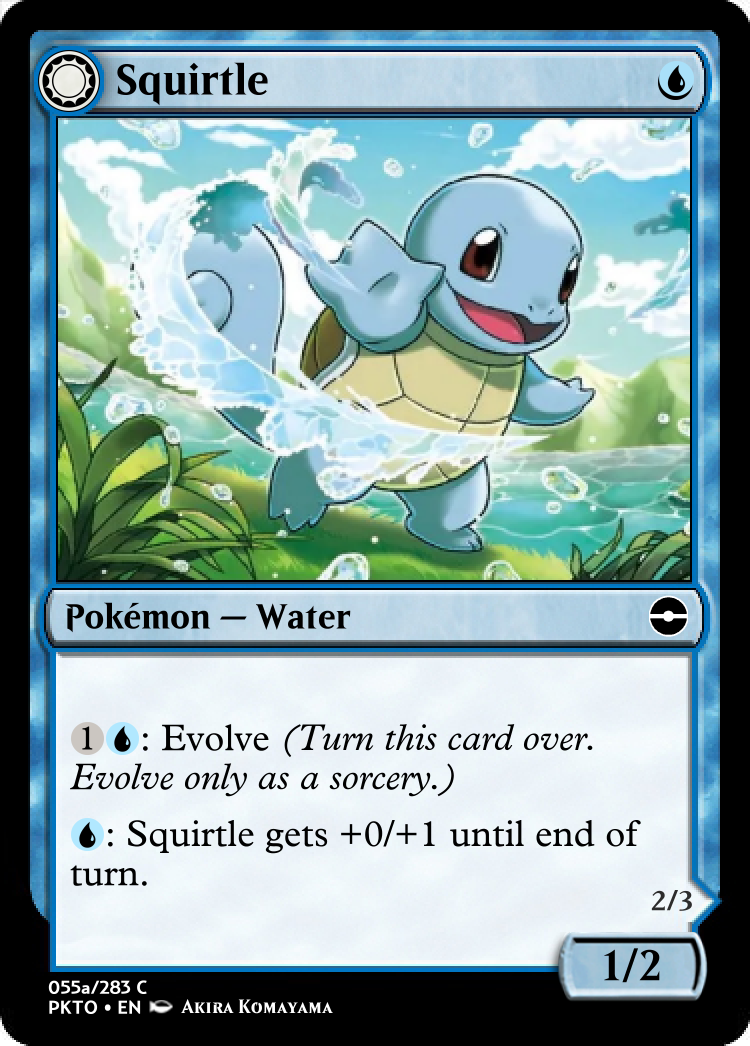 Squirtle
Pokémon — Water
1: Evolve (Turn this card over.
Evolve only as a sorcery.)
: Squirtle gets +0/+1 until end of
turn.
2/3
1/2
055a/283 C
PKTO • EN Akira Komayama